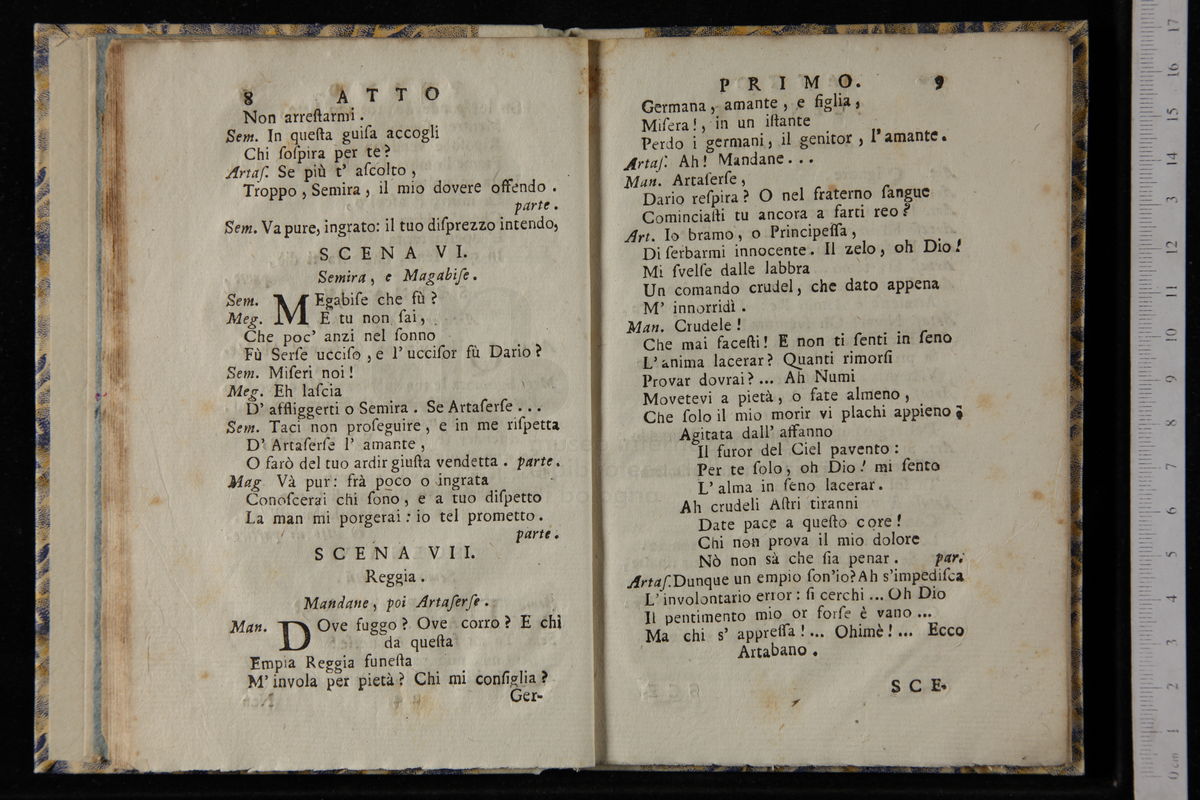 8 ATTO
Non arreſtarmi.
Sem. In queſta guiſa accogli
Chi ſoſpira per te?
Artaſ. Se più t' aſcolto,
Troppo, Semira, il mio dovere offendo.
parte.
Sem. Va pure, ingrato: il tuo diſprezzo intendo,
SCENA VI.
Semira, e Magabiſe.
Sem. MEgabiſe che fù?
Meg. E tu non ſai,
Che poc' anzi nel ſonno
Fù Serſe ucciſo, e l' ucciſor fù Dario?
Sem. Miſeri noi!
Meg. Eh laſcia
D' affliggerti o Semira. Se Artaſerſe...
Sem. Taci non proſeguire, e in me riſpetta
D' Artaſerſe l' amante,
O farò del tuo ardir giuſta vendetta. parte.
Mag. Và pur: frà poco o ingrata
Conoſcerai chi ſono, e a tuo diſpetto
La man mi porgerai: io tel prometto.
parte.
SCENA VII.
Reggia.
Mandane, poi Artaſerſe.
Man. DOve fuggo? Ove corro? E chi
da queſta
Empia Reggia funeſta
M' invola per pietà? Chi mi conſiglia?
Ger-
PRIMO. 9
Germana, amante, e figlia,
Miſera!, in un iſtante
Perdo i germani, il genitor, l' amante.
Artaſ. Ah! Mandane...
Man. Artaſerſe,
Dario reſpira? O nel fraterno ſangue
Cominciaſti tu ancora a farti reo?
Art. Io bramo, o Principeſſa,
Di ſerbarmi innocente. Il zelo, oh Dio!
Mi ſvelſe dalle labbra
Un comando crudel, che dato appena
M' innorridì.
Man. Crudele!
Che mai faceſti! E non ti ſenti in ſeno
L' anima lacerar? Quanti rimorſi
Provar dovrai?... Ah Numi
Movetevi a pietà, o fate almeno,
Che ſolo il mio morir vi plachi appieno;
Agitata dall' affanno
Il furor del Ciel pavento:
Per te ſolo, oh Dio! mi ſento
L' alma in ſeno lacerar.
Ah crudeli Aſtri tiranni
Date pace a queſto core!
Chi non prova il mio dolore
Nò non sà che ſia penar. par.
Artaſ. Dunque un empio ſon'io? Ah s'impediſca
L' involontario error: ſi cerchi... Oh Dio
Il pentimento mio or forſe è vano...
Ma chi s' appreſſa!... Ohimè!... Ecco
Artabano.
SCE-